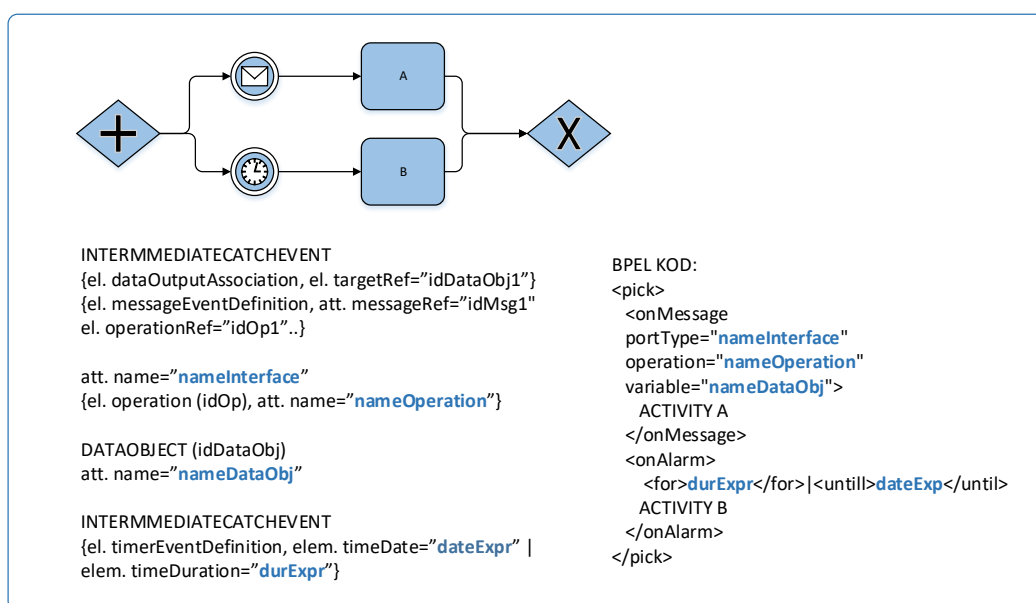 A
X
B
INTERMMEDIATECATCHEVENT
{el. dataOutputAssociation, el. targetRef=”idDataObj1”}
{el. messageEventDefinition, att. messageRef=”idMsg1"
el. operationRef=”idOp1”..}
att. name=”nameInterface”
{el. operation (idOp), att. name=”nameOperation”}
DATAOBJECT (idDataObj)
att. name=”nameDataObj”
INTERMMEDIATECATCHEVENT
{el. timerEventDefinition, elem. timeDate=”dateExpr” |
elem. timeDuration=”durExpr”}
BPEL KOD:
<pick>
<onMessage
portType="nameInterface"
operation="nameOperation"
variable="nameDataObj">
ACTIVITY A
</onMessage>
<onAlarm>
<for>durExpr</for>|<untill>dateExp</until>
ACTIVITY B
</onAlarm>
</pick>